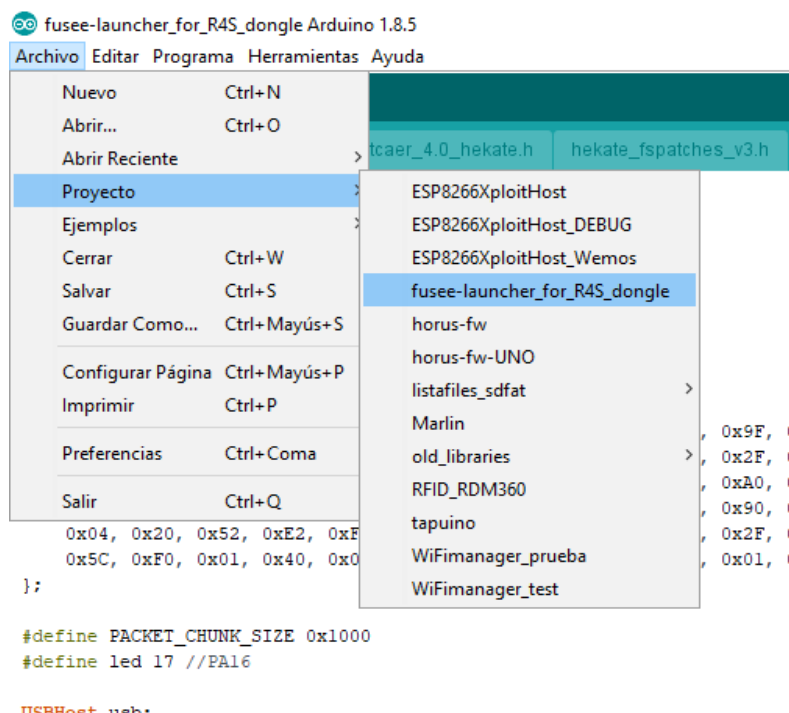 fusee-launcher_for_R4S_dongle Arduino 1.8.5
Archivo Editar Programa Herramientas Ayuda
Nuevo Ctrl+N
Abrir... Ctrl+O
Abrir Reciente
Proyecto
Ejemplos
Cerrar Ctrl+W
Salvar Ctrl+S
Guardar Como... Ctrl+Mayús+S
Configurar Página Ctrl+Mayús+P
Imprimir Ctrl+P
Preferencias Ctrl+Coma
Salir Ctrl+Q
tcaer_4.0_hekate.h hekate_fspatches_v3.h
ESP8266XploitHost
ESP8266XploitHost_DEBUG
ESP8266XploitHost_Wemos
fusee-launcher_for_R4S_dongle
horus-fw
horus-fw-UNO
listafiles_sdfat
Marlin
old_libraries
RFID_RDM360
tapuino
WiFimanager_prueba
WiFimanager_test
, 0x9F,
, 0x2F,
, 0xA0,
, 0x90,
0x04, 0x20, 0x52, 0xE2, 0xF , 0x2F,
0x5C, 0xF0, 0x01, 0x40, 0x0 , 0x01,
};
#define PACKET_CHUNK_SIZE 0x1000
#define led 17 //PA16
USBHost usb;